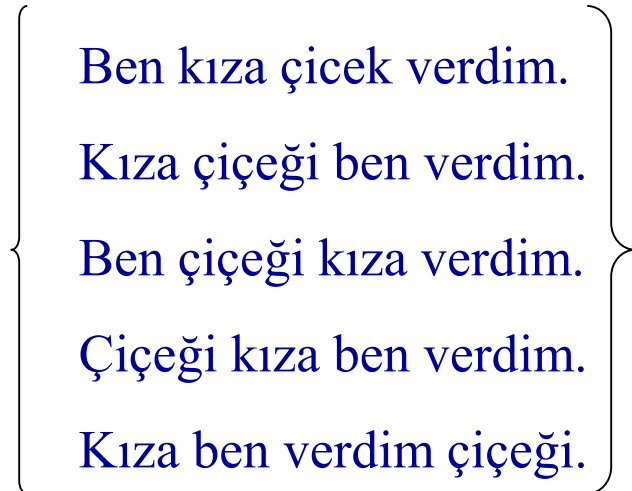 Ben kıza çicek verdim.
Kıza çiçeği ben verdim.
Ben çiçeği kıza verdim.
Çiçeği kıza ben verdim.
Kıza ben verdim çiçeği.